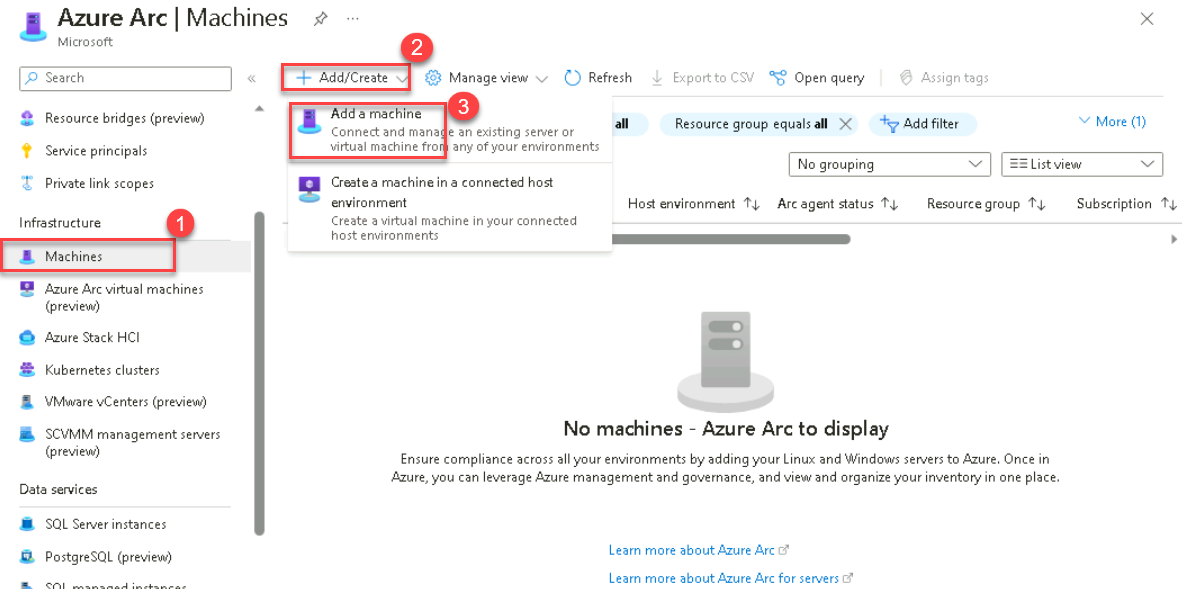 Azure Arc | Machines
Microsoft
Search
Resource bridges (preview)
Service principals
Private link scopes
Infrastructure
1
Machines
Azure Arc virtual machines
(preview)
Azure Stack HCI
Kubernetes clusters
VMware vCenters (preview)
SCVMM management servers
(preview)
Data services
SQL Server instances
PostgreSQL (preview)
SQL managed instances
2
Add/Create
Manage view
Refresh
Export to CSV
Open query
Assign tags
3
Add a machine
Connect and manage an existing server or
virtual machine from any of your environments
Create a machine in a connected host
environment
Create a virtual machine in your connected
host environments
all
Resource group equals all
Add filter
More (1)
No grouping
List view
Host environment
Arc agent status
Resource group
Subscription
No machines - Azure Arc to display
Ensure compliance across all your environments by adding your Linux and Windows servers to Azure. Once in
Azure, you can leverage Azure management and governance, and view and organize your inventory in one place.
Learn more about Azure Arc
Learn more about Azure Arc for servers